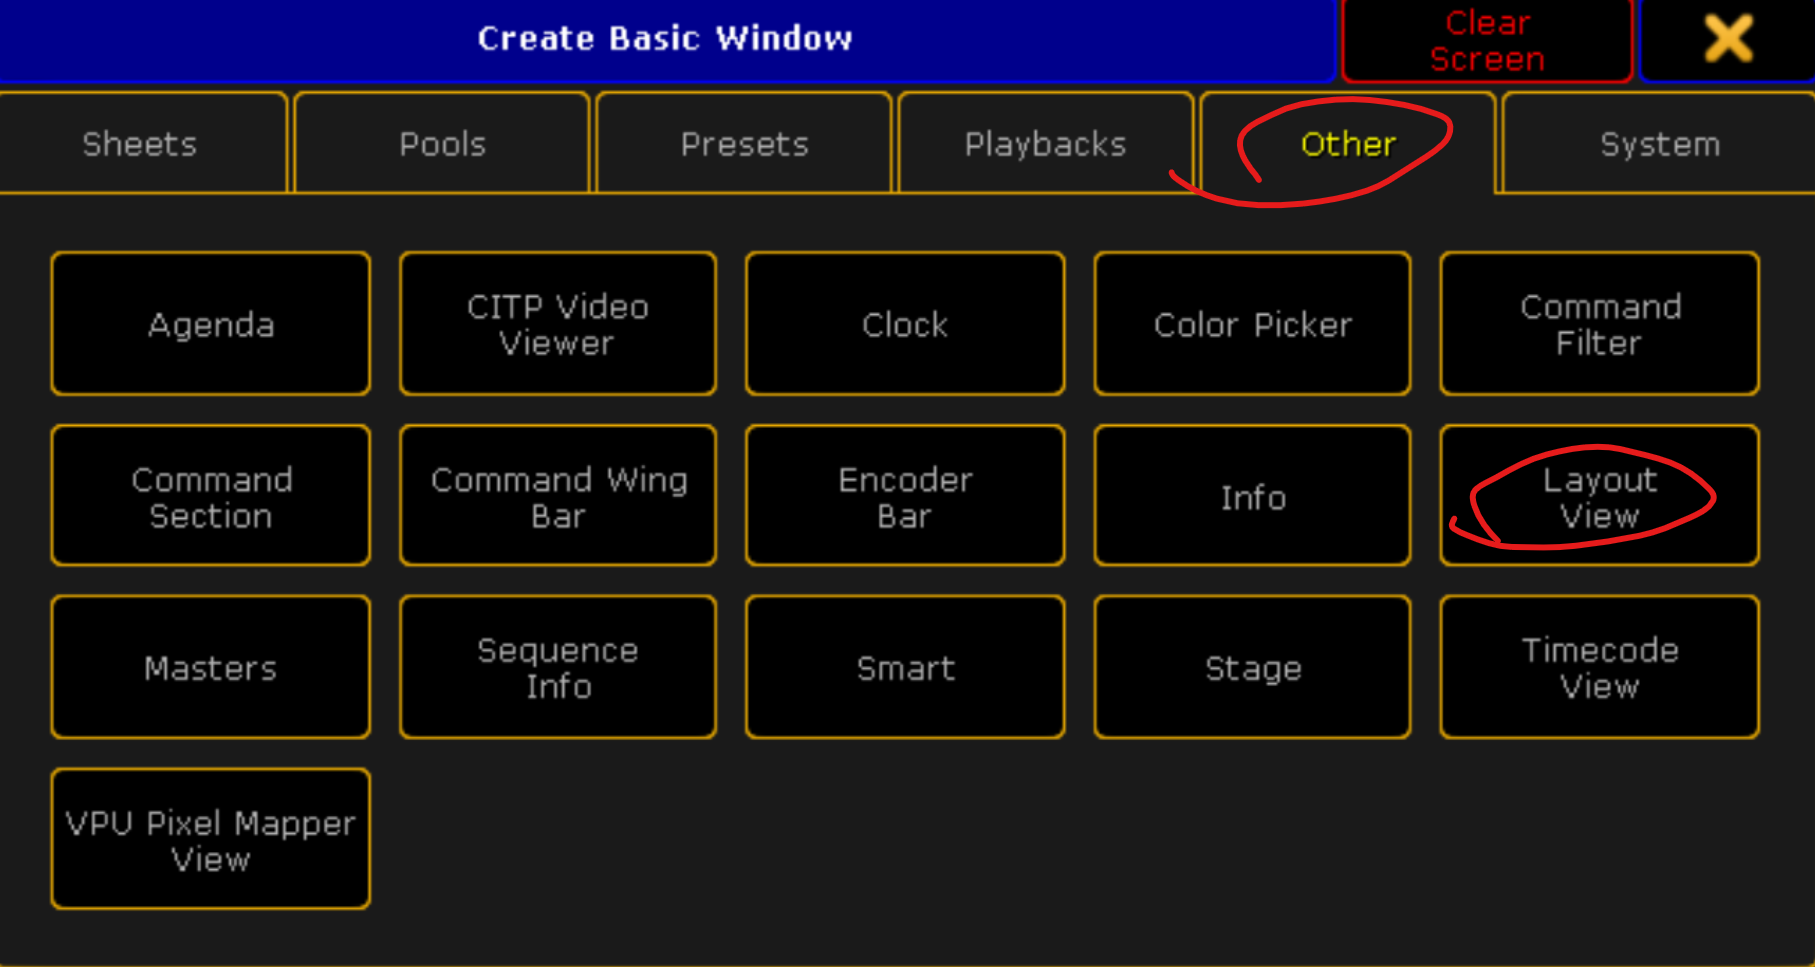 Create Basic Window
Clear
Screen
Sheets
Pools
Presets
Playbacks
Other
System
Agenda
CITP Video
Viewer
Clock
Color Picker
Command
Filter
Command
Section
Command Wing
Bar
Encoder
Bar
Info
Layout
View
Masters
Sequence
Info
Smart
Stage
Timecode
View
VPU Pixel Mapper
View